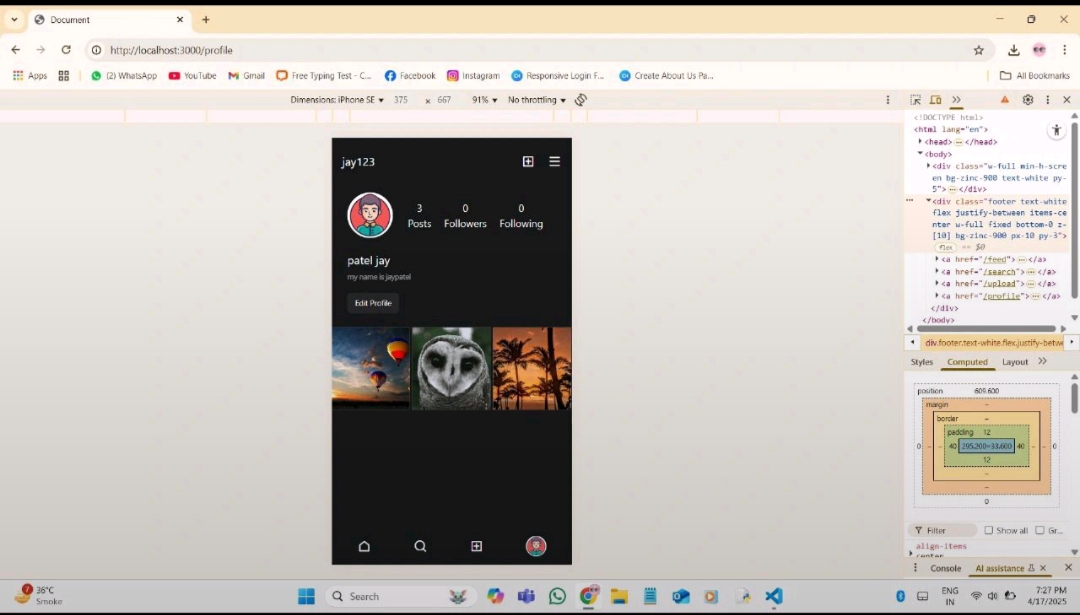 Document
http://localhost:3000/profile
Apps
(2) WhatsApp
YouTube
Gmail
Free Typing Test - C...
Facebook
Instagram
Responsive Login F...
Create About Us Pa...
All Bookmarks
Dimensions: iPhone SE ▾ 375 × 667 91% ▾ No throttling ▾
jay123
3 0 0
Posts Followers Following
patel jay
my name is jaypatel
Edit Profile
<!DOCTYPE html>
<html lang="en">
<head> ⋯ </head>
<body>
<div class="w-full min-h-scre
en bg-zinc-900 text-white py-
5"> ⋯ </div>
<div class="footer text-white
flex justify-between items-ce
nter w-full fixed bottom-0 z-
[10] bg-zinc-900 px-10 py-3">
flex == $0
<a href="/feed"> ⋯ </a>
<a href="/search"> ⋯ </a>
<a href="/upload"> ⋯ </a>
<a href="/profile"> ⋯ </a>
</div>
</body>
div.footer.text-white.flex.justify-betwe
Styles Computed Layout
position 609.600
margin –
border –
padding 12
0 – – 40 295.200×33.600 40 – – 0
12
–
–
0
Filter Show all Gr...
align-items
center
Console AI assistance
36°C
Smoke
Search
ENG
IN
7:27 PM
4/17/2025